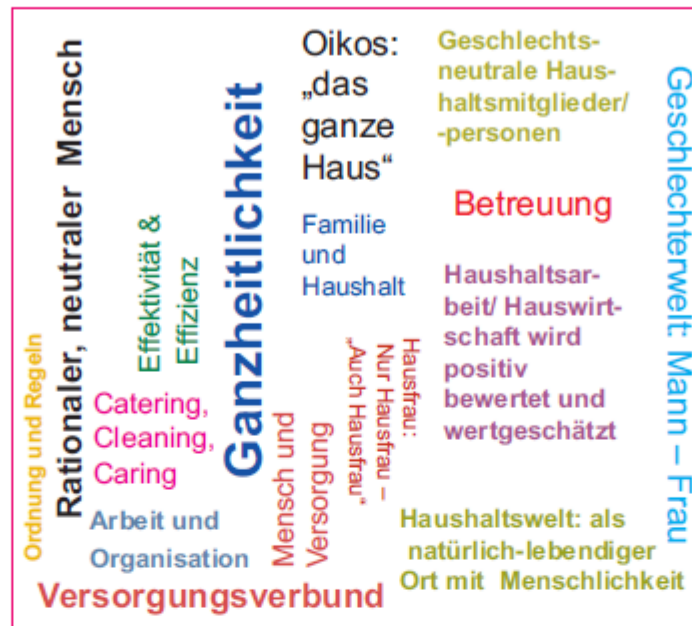 Oikos:
„das
ganze
Haus“
Geschlechts-
neutrale Haus-
haltsmitglieder/
-personen
Geschlechterwelt: Mann – Frau
Rationaler, neutraler Mensch
Ganzheitlichkeit
Betreuung
Effektivität &
Effizienz
Familie
und
Haushalt
Haushaltsar-
beit/ Hauswirt-
schaft wird
positiv
bewertet und
wertgeschätzt
Ordnung und Regeln
Catering,
Cleaning,
Caring
Hausfrau:
Nur Hausfrau –
„Auch Hausfrau“
Mensch und
Versorgung
Arbeit und
Organisation
Haushaltswelt: als
natürlich-lebendiger
Ort mit Menschlichkeit
Versorgungsverbund